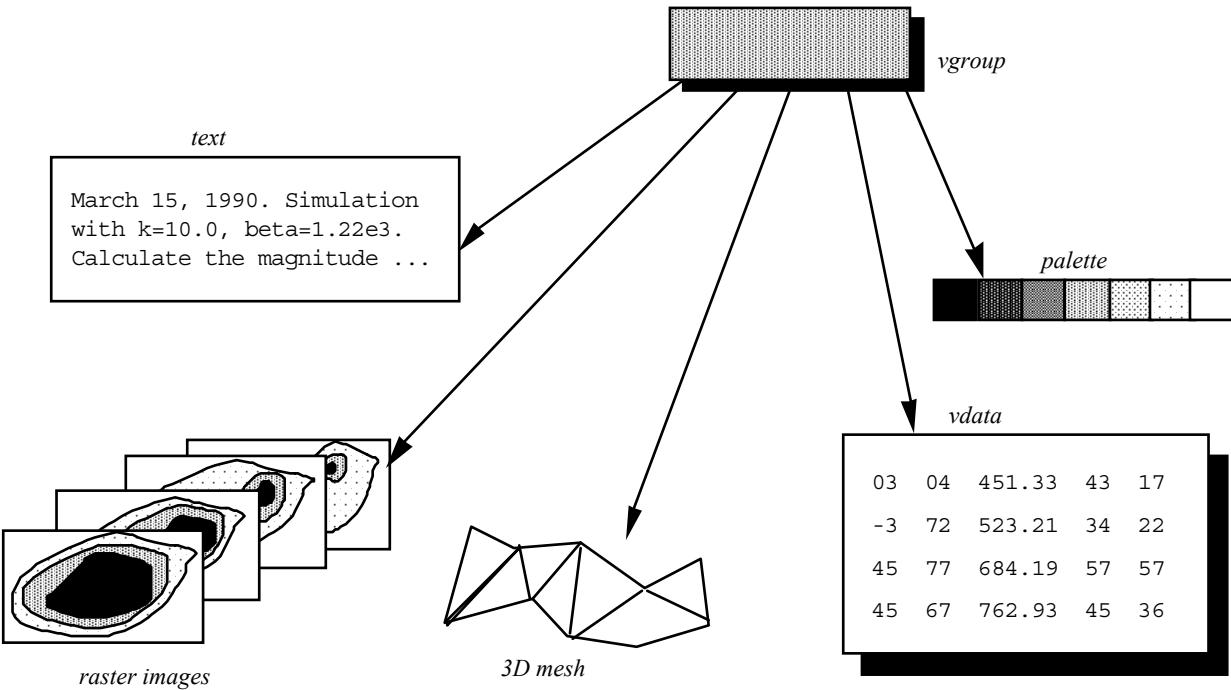 vgroup
text
March 15, 1990. Simulation
with k=10.0, beta=1.22e3.
Calculate the magnitude ...
palette
vdata
03 04 451.33 43 17
-3 72 523.21 34 22
45 77 684.19 57 57
45 67 762.93 45 36
3D mesh
raster images